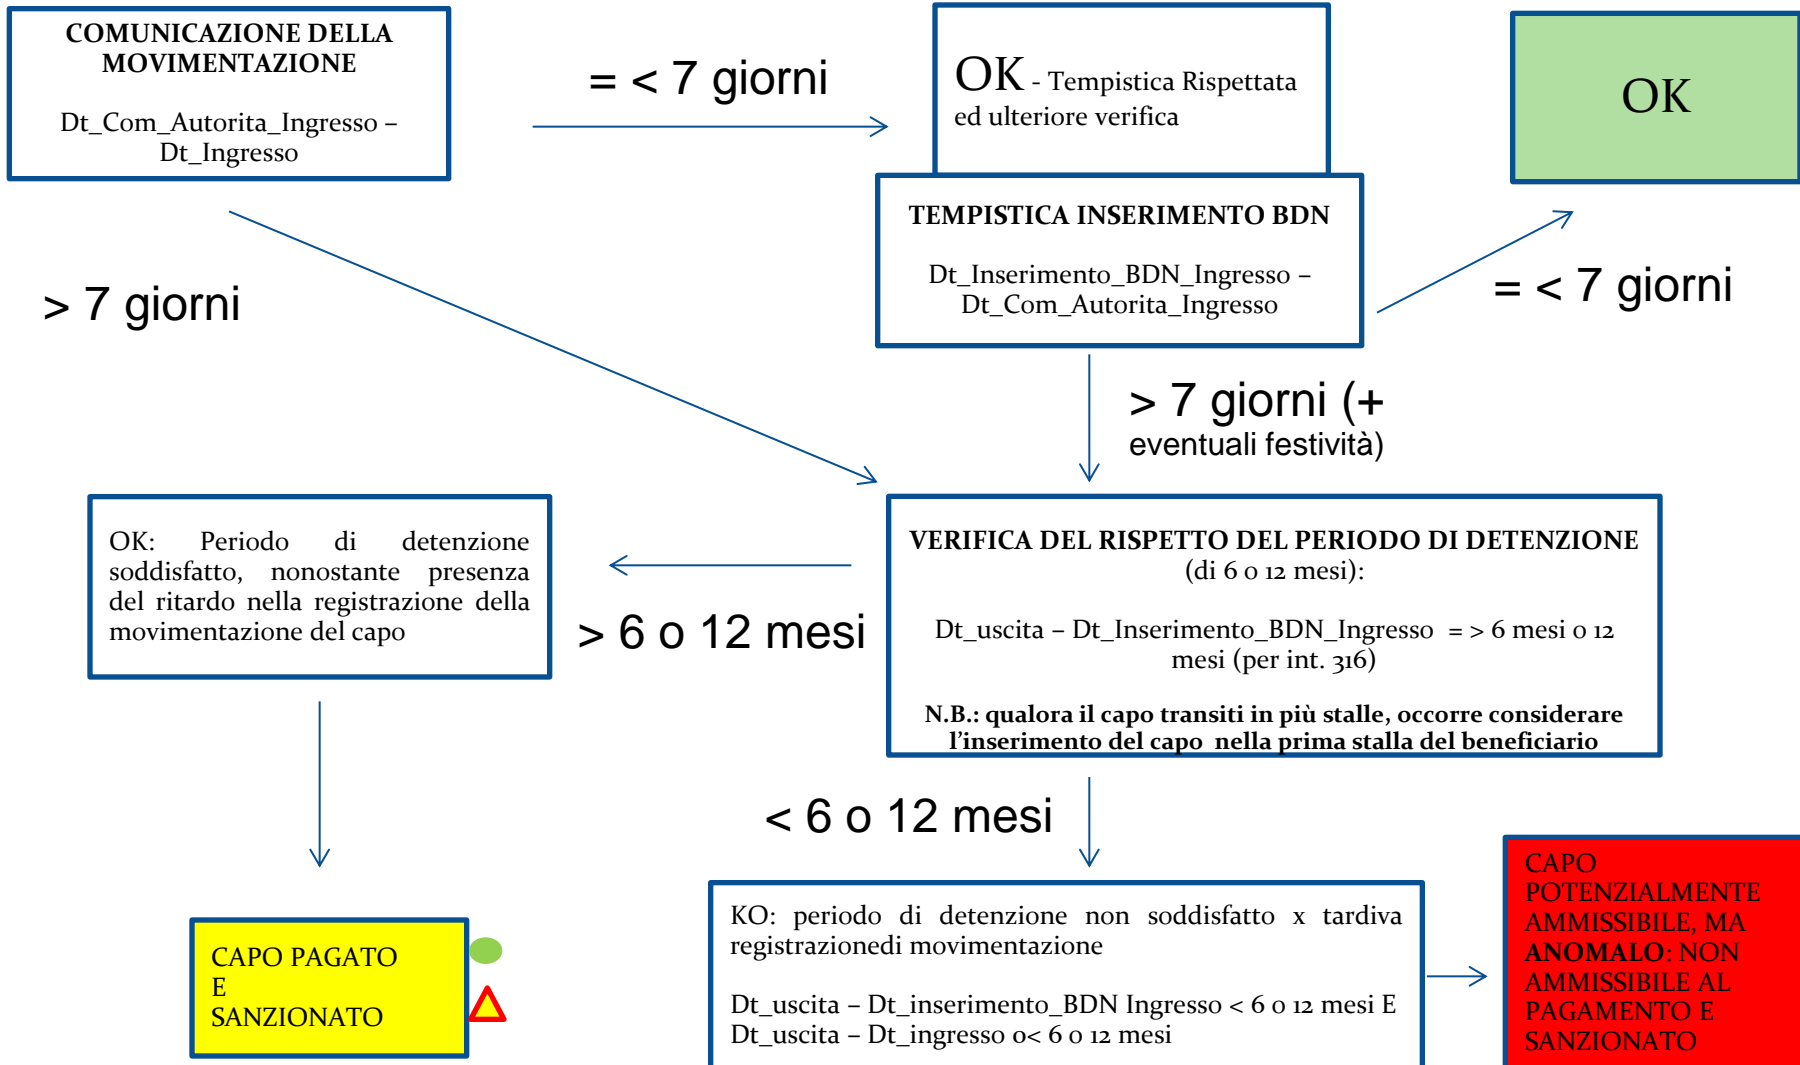 COMUNICAZIONE DELLA
MOVIMENTAZIONE
Dt_Com_Autorita_Ingresso –
Dt_Ingresso
= < 7 giorni
OK - Tempistica Rispettata
ed ulteriore verifica
OK
TEMPISTICA INSERIMENTO BDN
Dt_Inserimento_BDN_Ingresso –
Dt_Com_Autorita_Ingresso
= < 7 giorni
> 7 giorni
> 7 giorni (+
eventuali festività)
VERIFICA DEL RISPETTO DEL PERIODO DI DETENZIONE
(di 6 o 12 mesi):
Dt_uscita – Dt_Inserimento_BDN_Ingresso = > 6 mesi o 12
mesi (per int. 316)
N.B.: qualora il capo transiti in più stalle, occorre considerare
l'inserimento del capo nella prima stalla del beneficiario
> 6 o 12 mesi
OK: Periodo di detenzione
soddisfatto, nonostante presenza
del ritardo nella registrazione della
movimentazione del capo
< 6 o 12 mesi
CAPO PAGATO
E
SANZIONATO
KO: periodo di detenzione non soddisfatto x tardiva
registrazionedi movimentazione
Dt_uscita – Dt_inserimento_BDN Ingresso < 6 o 12 mesi E
Dt_uscita – Dt_ingresso o< 6 o 12 mesi
CAPO
POTENZIALMENTE
AMMISSIBILE, MA
ANOMALO: NON
AMMISSIBILE AL
PAGAMENTO E
SANZIONATO